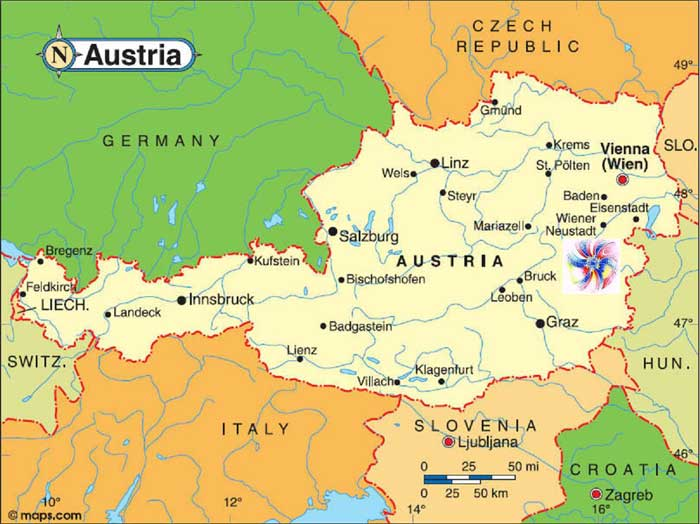 N Austria
CZECH
REPUBLIC
49°
Gmünd
GERMANY
Krems
Vienna
(Wien)
SLO.
Linz
Wels
St. Pölten
Steyr
48°
Baden
Eisenstadt
Mariazell
Wiener
Neustadt
Salzburg
Bregenz
Kufstein
AUSTRIA
Bischofshofen
Bruck
Feldkirch
LIECH.
Innsbruck
Leoben
Landeck
Badgastein
Graz
47°
Lienz
SWITZ.
HUN.
Klagenfurt
Villach
ITALY
SLOVENIA
Ljubljana
46°
CROATIA
0 25 50 mi
0 25 50 km
Zagreb
10°
12°
14°
16°
© maps.com